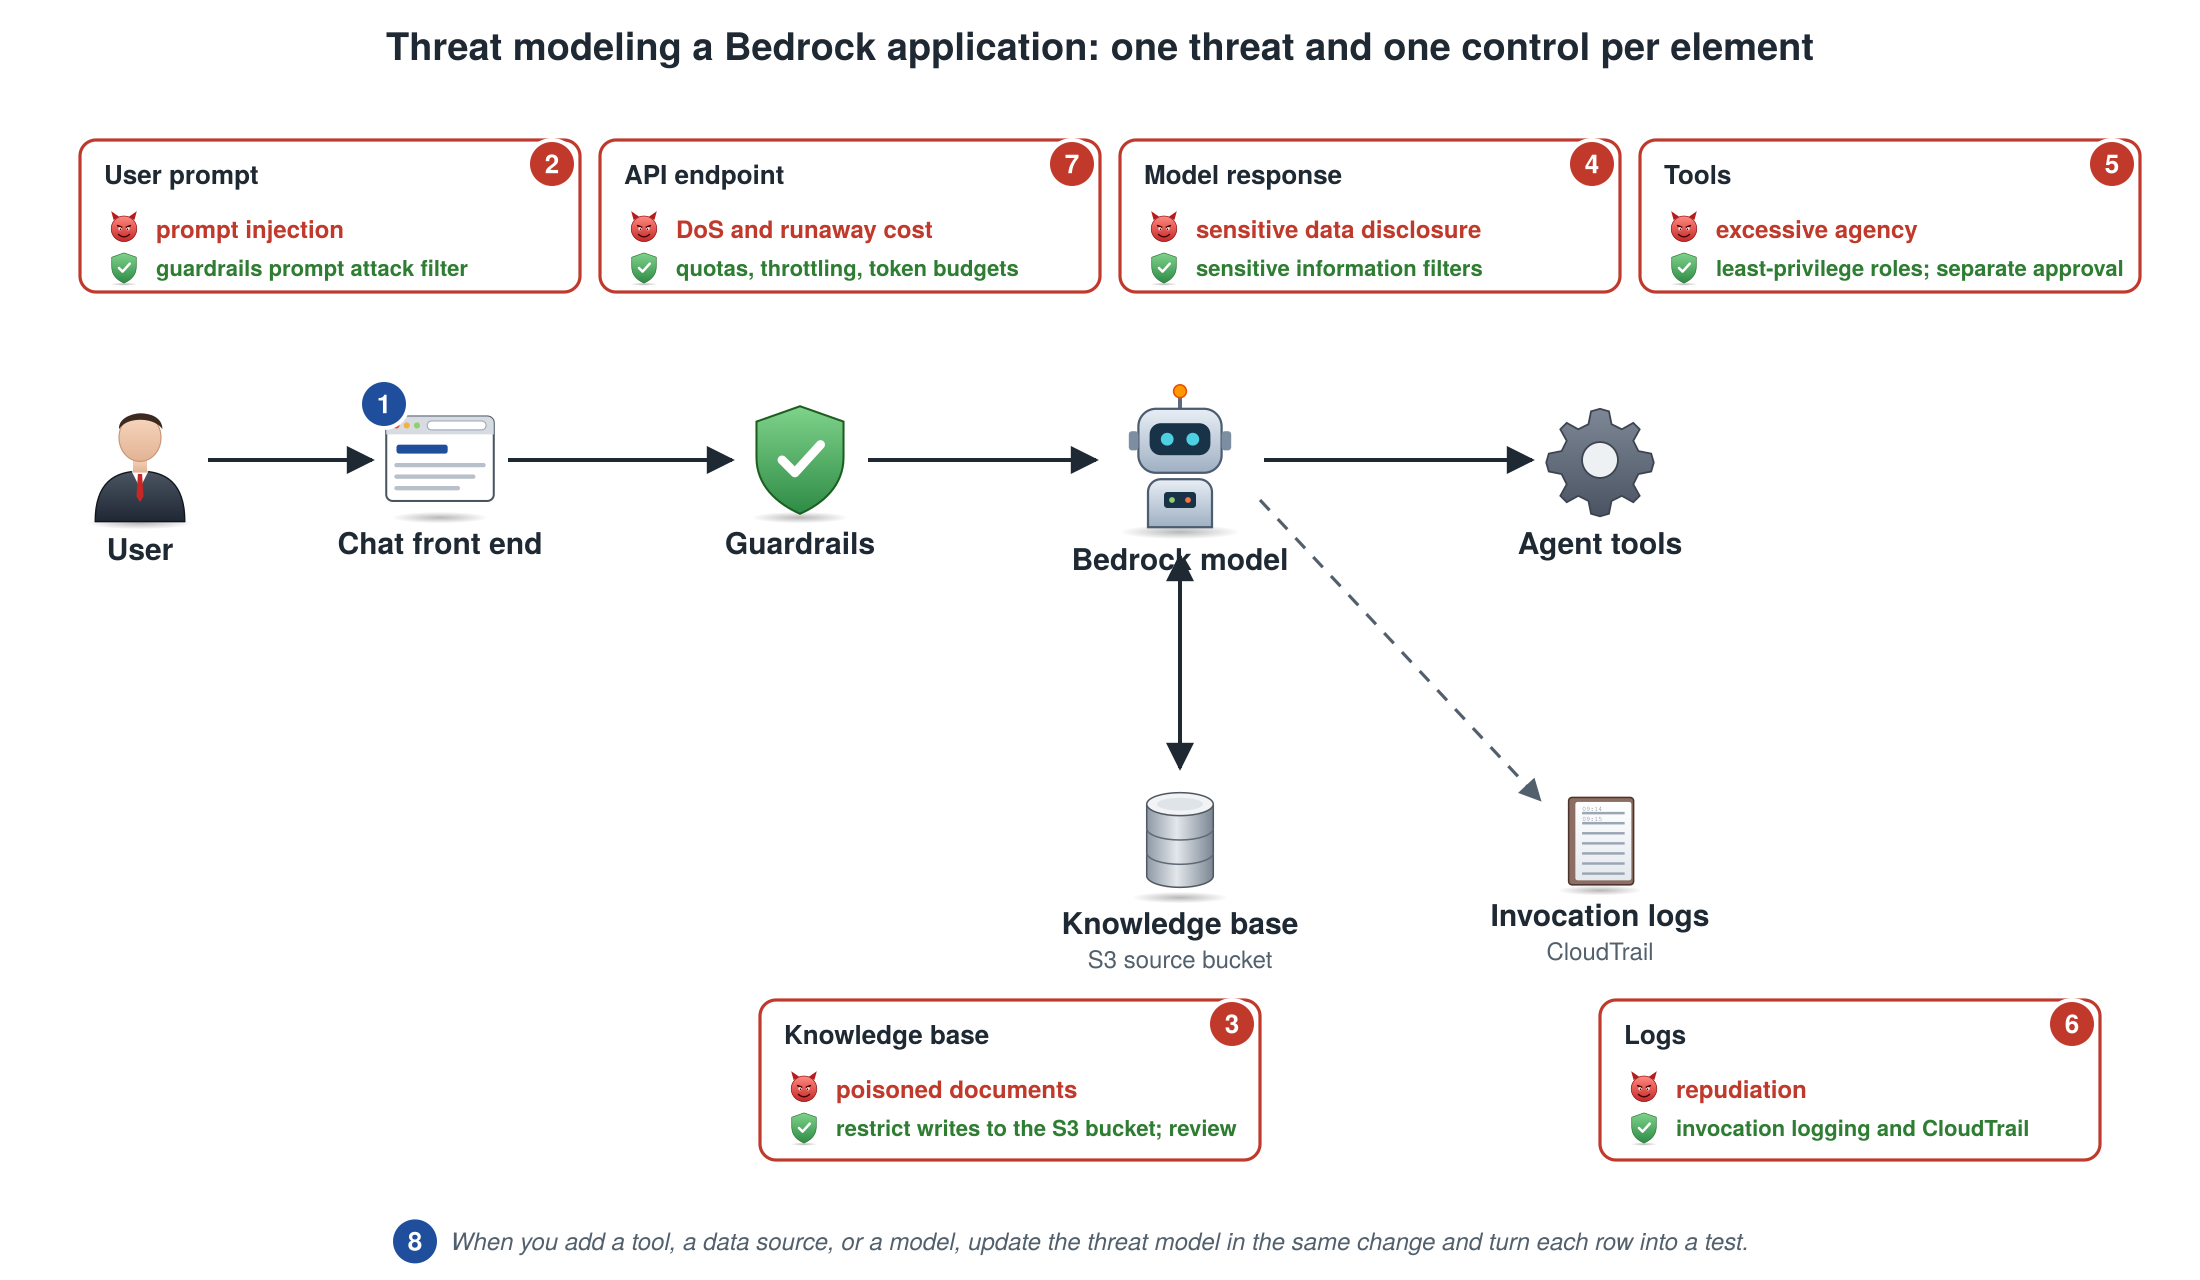 Threat modeling a Bedrock application: one threat and one control per element
User prompt
2
prompt injection
guardrails prompt attack filter
API endpoint
7
DoS and runaway cost
quotas, throttling, token budgets
Model response
4
sensitive data disclosure
sensitive information filters
Tools
5
excessive agency
least-privilege roles; separate approval
1
User
Chat front end
Guardrails
Bedrock model
Agent tools
09:14
09:15
Knowledge base
S3 source bucket
Invocation logs
CloudTrail
Knowledge base
3
poisoned documents
restrict writes to the S3 bucket; review
Logs
6
repudiation
invocation logging and CloudTrail
8 When you add a tool, a data source, or a model, update the threat model in the same change and turn each row into a test.